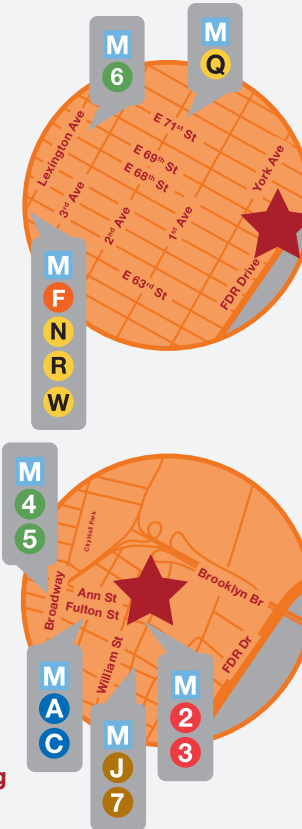 M
6
M
Q
E 71st St
Lexington Ave
E 69th St
E 68th St
York Ave
3rd Ave
2nd Ave
1st Ave
E 63rd St
FDR Drive
M
F
N
R
W
M
4
5
City Hall Park
Brooklyn Br
Broadway
Ann St
Fulton St
William St
FDR Dr
M
A
C
M
2
3
M
J
7
g